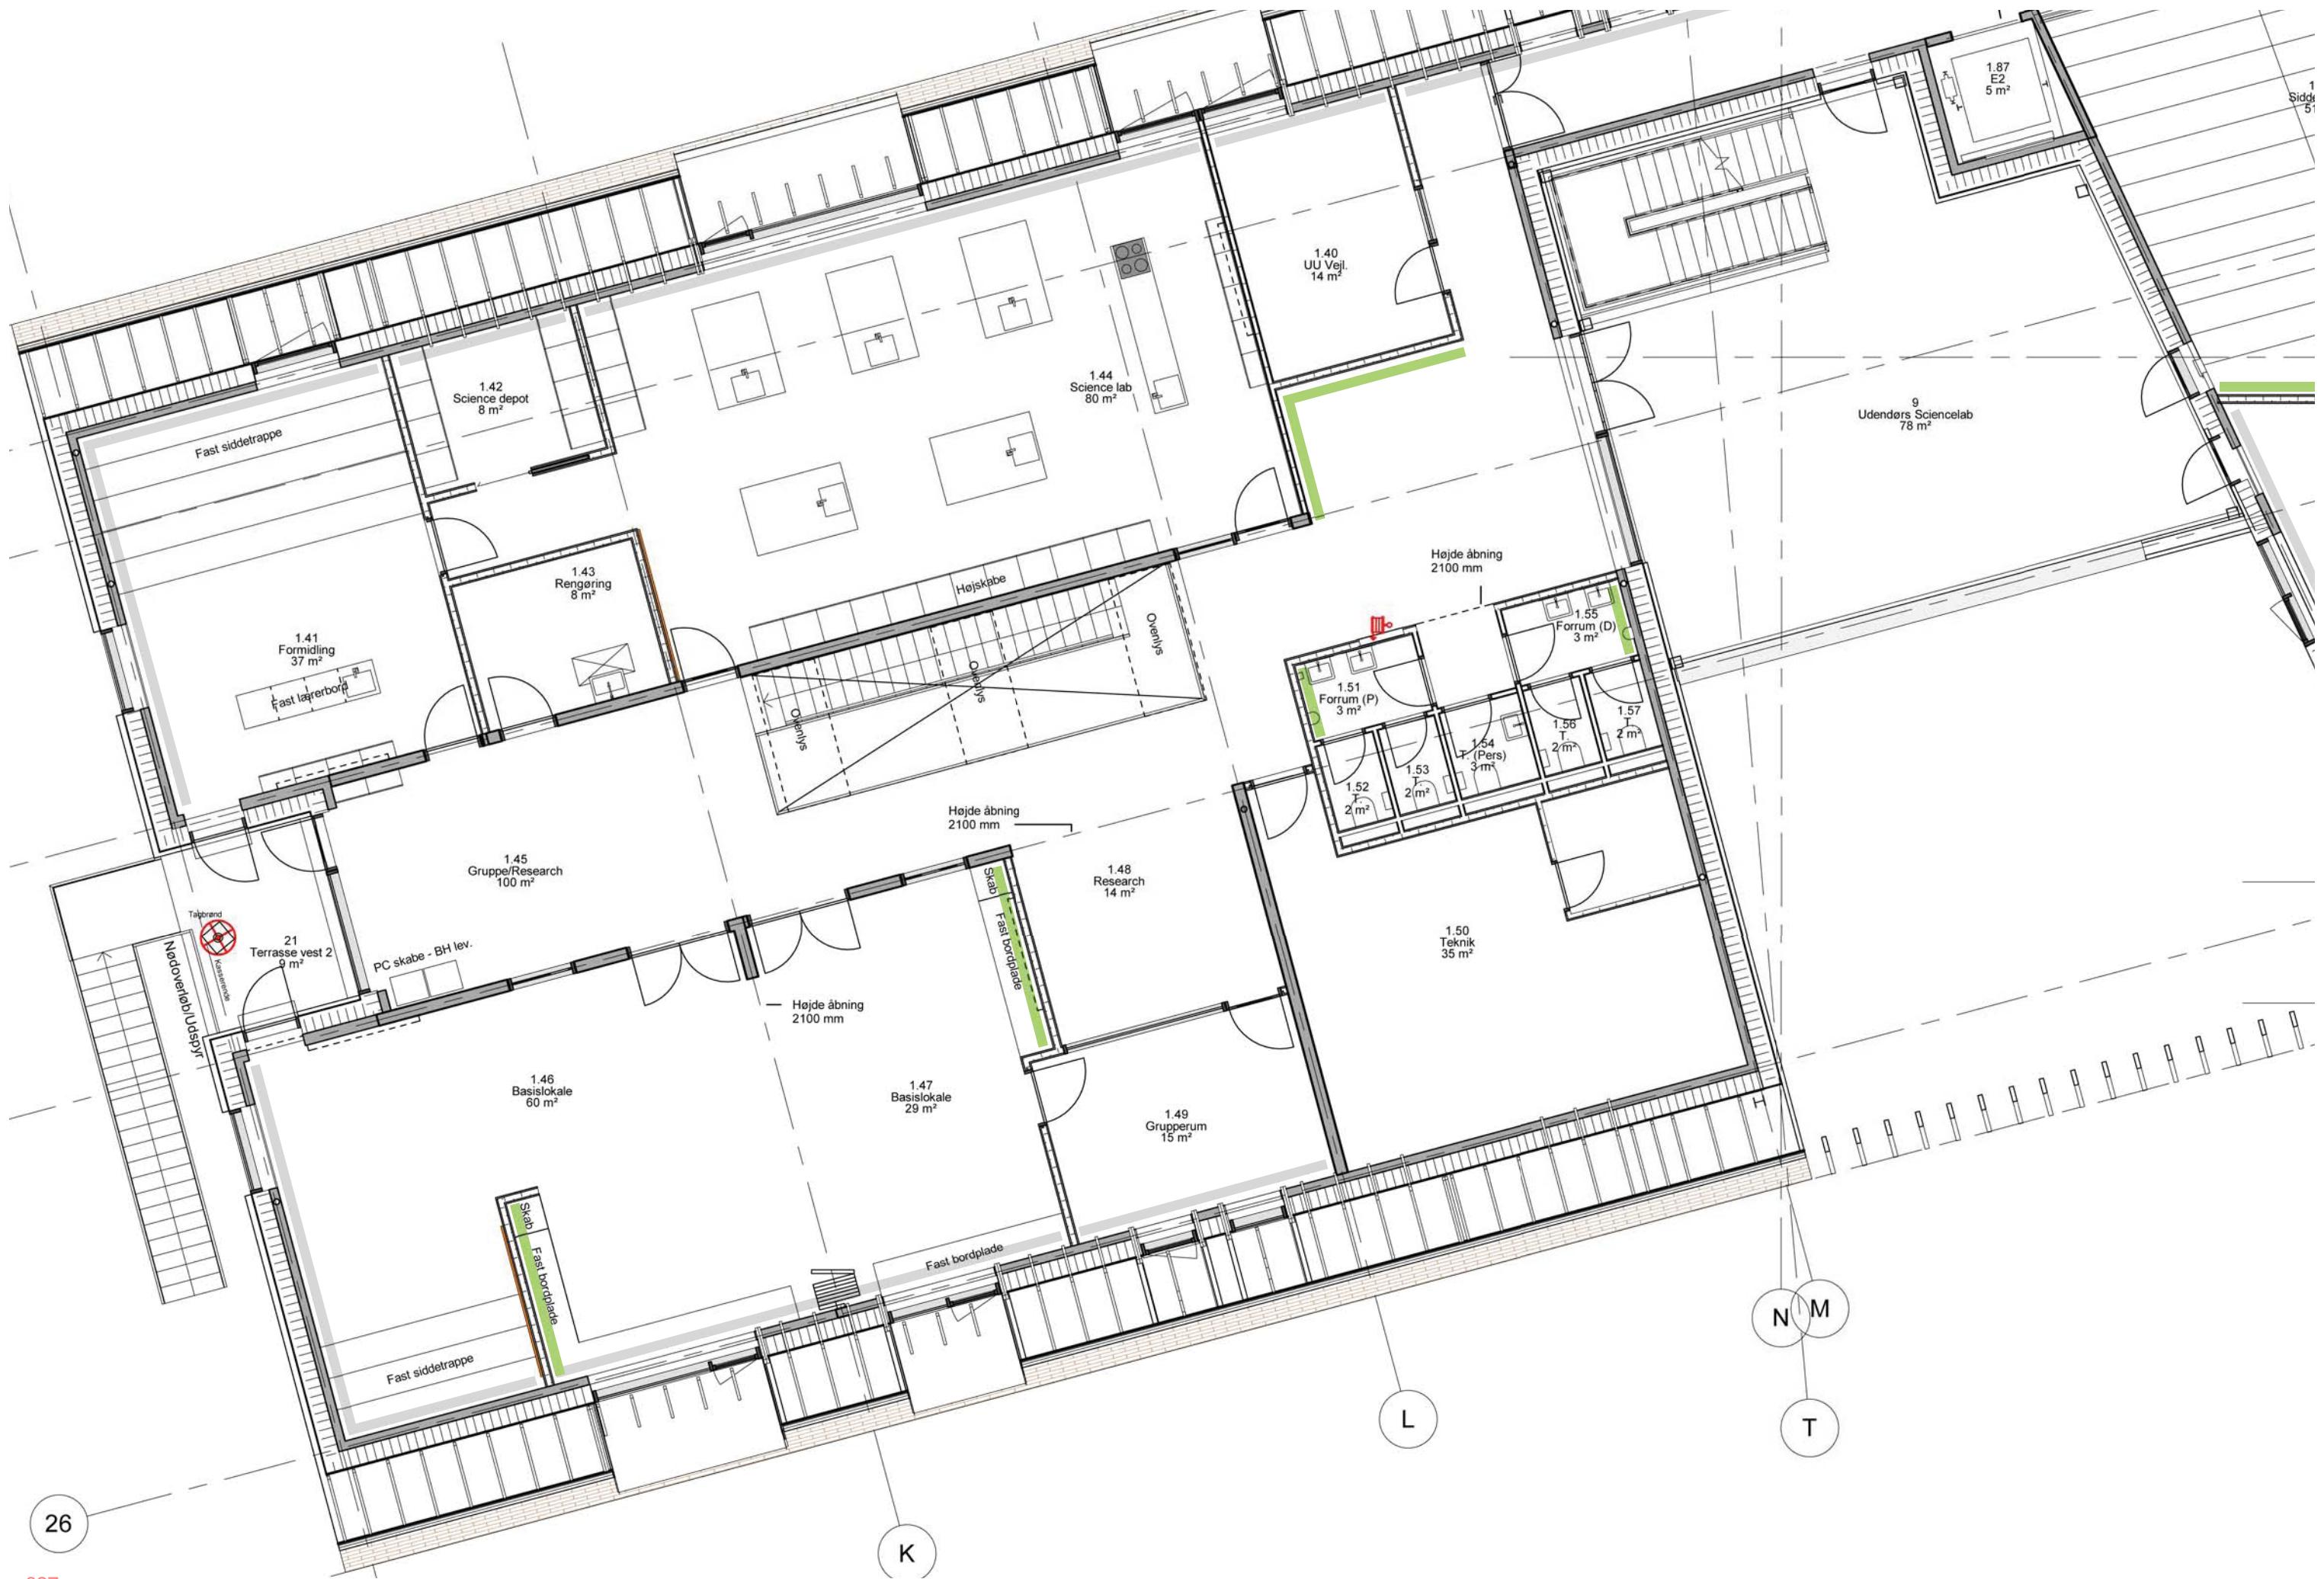 1.87
E2
5 m²
1.40
UU Vejl.
14 m²
1.42
Science depot
8 m²
1.44
Science lab
80 m²
9
Udendørs Sciencelab
78 m²
Fast siddetrappe
1.43
Rengøring
8 m²
Højskabe
Højde åbning
2100 mm
1.41
Formidling
37 m²
Fast lærerbord
Ovenlys
Ovenlys
Ovenlys
1.55
Forrum (D)
3 m²
1.51
Forrum (P)
3 m²
1.57
T.
2 m²
1.56
T.
2 m²
1.54
T. (Pers)
3 m²
1.53
T.
2 m²
1.52
T.
2 m²
Højde åbning
2100 mm
1.45
Gruppe/Research
100 m²
1.48
Research
14 m²
Skab
Fast bordplade
Tagbrønd
Kasserende
21
Terrasse vest 2
9 m²
Nødoverløb/Udspyr
PC skabe - BH lev.
1.50
Teknik
35 m²
Højde åbning
2100 mm
1.46
Basislokale
60 m²
1.47
Basislokale
29 m²
1.49
Grupperum
15 m²
Skab
Fast bordplade
Fast bordplade
Fast siddetrappe
N
M
L
T
26
K